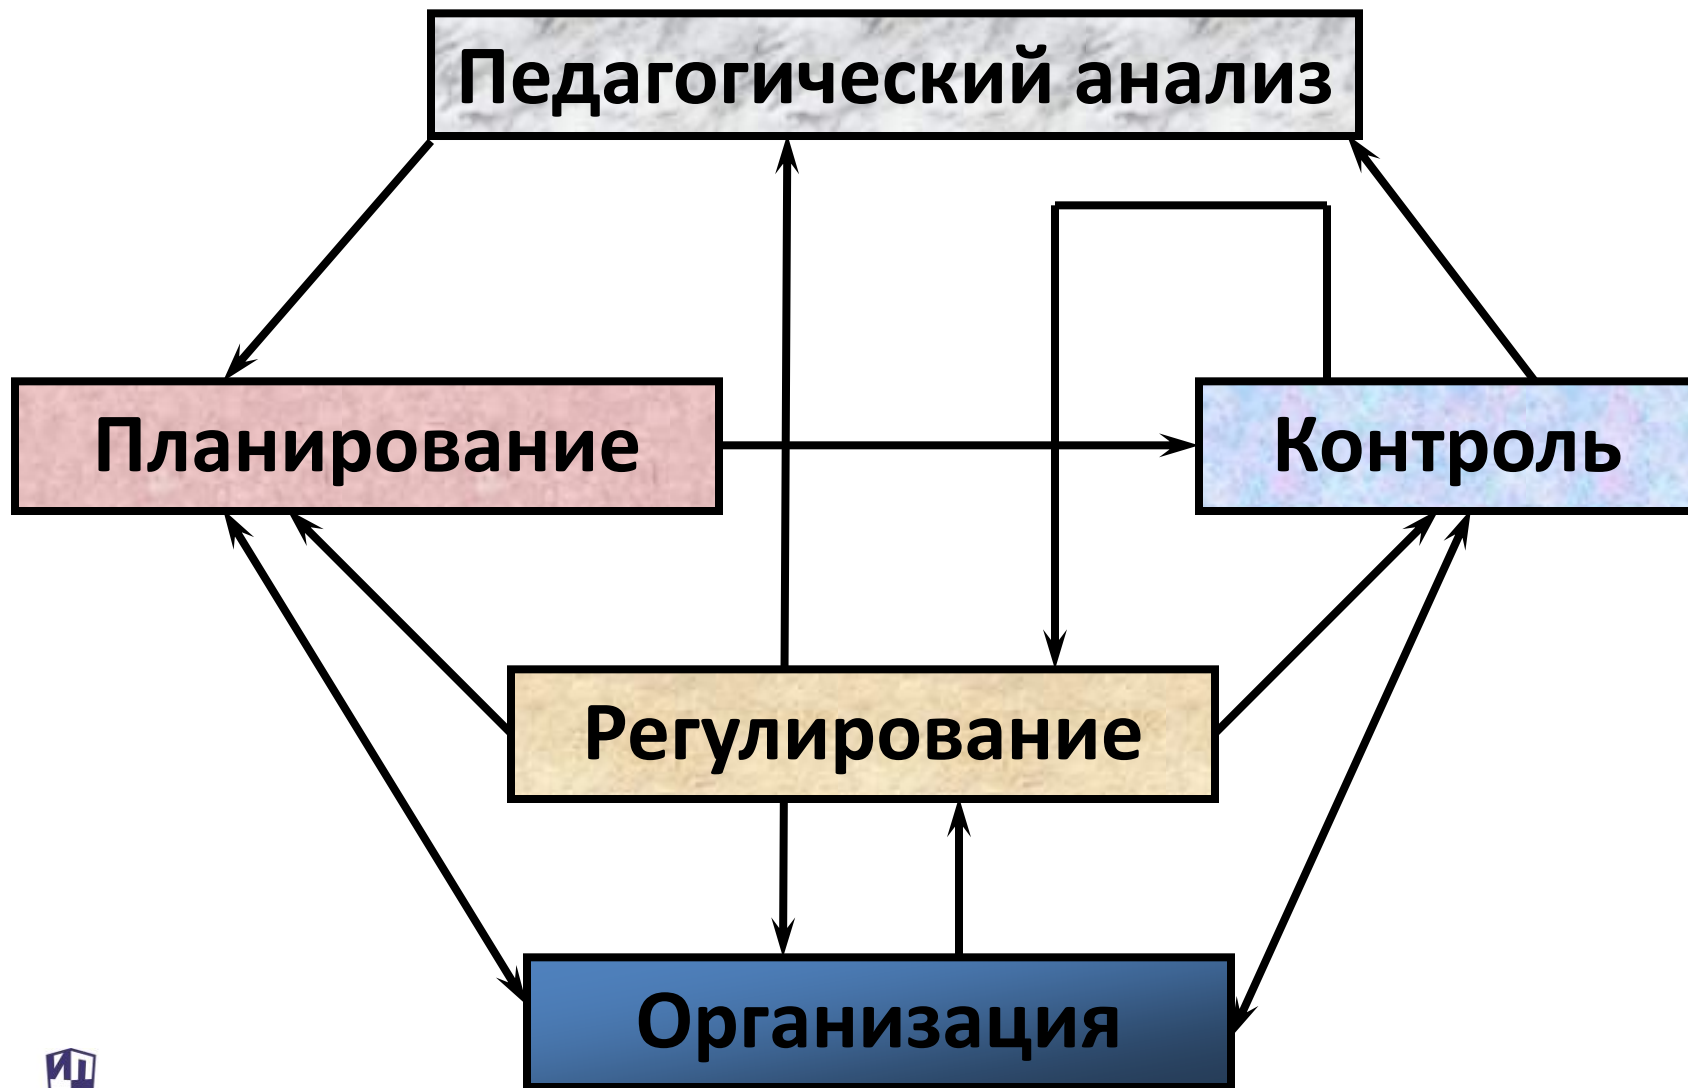 Педагогический анализ
Планирование
Контроль
Регулирование
Организация